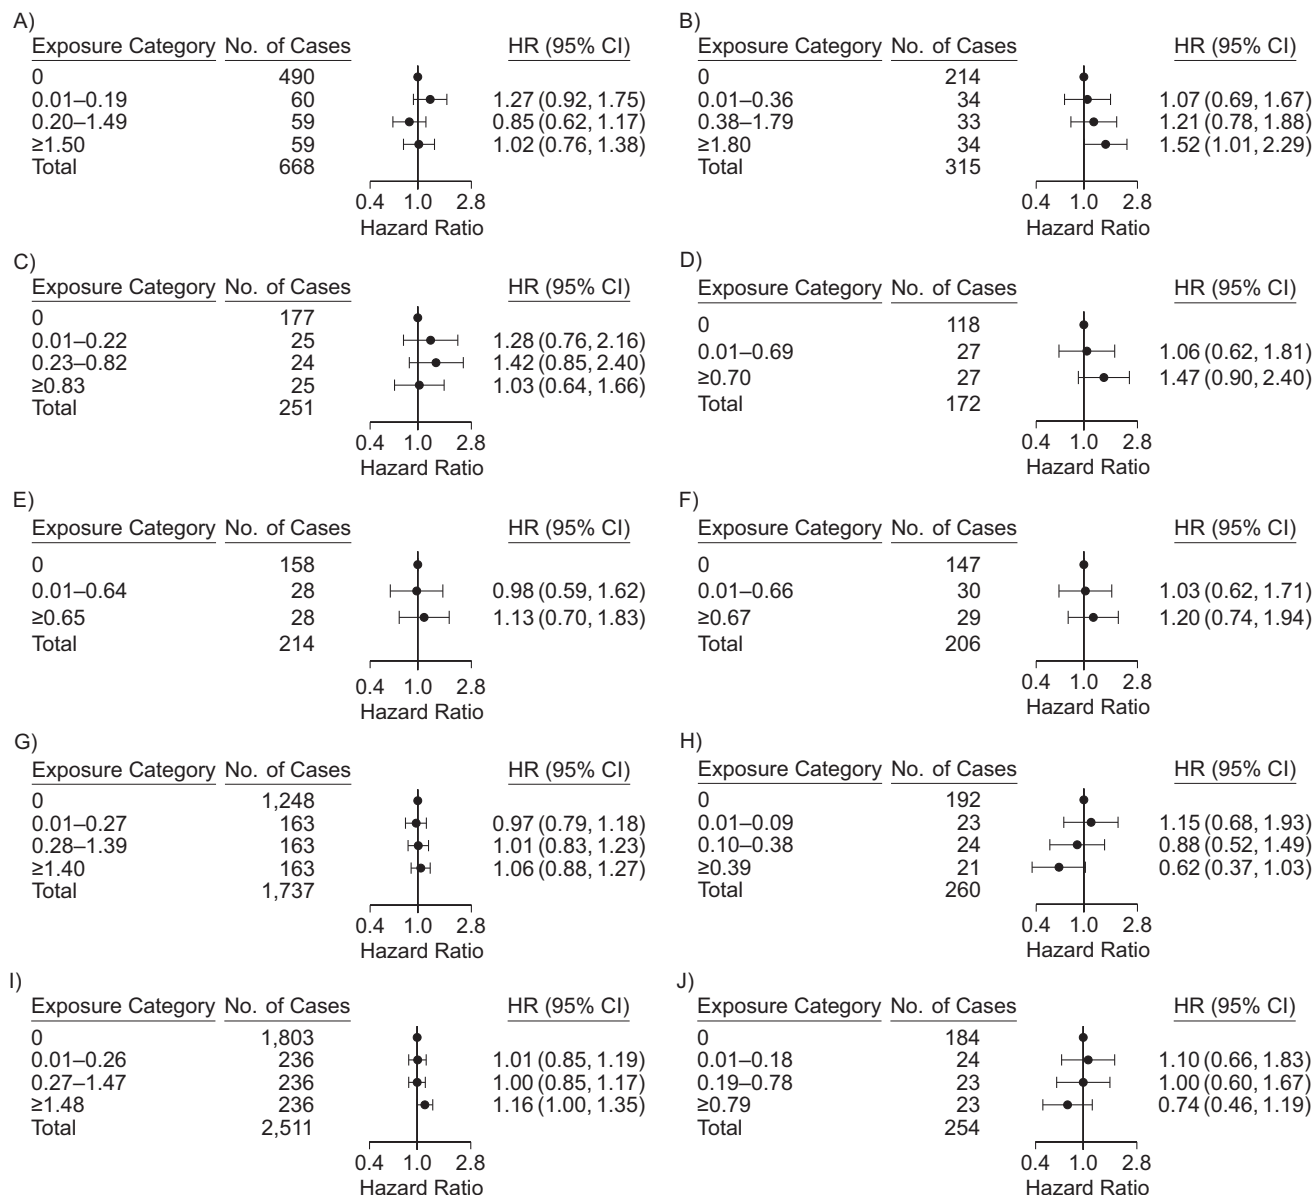 A)
Exposure Category No. of Cases HR (95% CI)
0 490
0.01–0.19 60 1.27 (0.92, 1.75)
0.20–1.49 59 0.85 (0.62, 1.17)
≥1.50 59 1.02 (0.76, 1.38)
Total 668
0.4 1.0 2.8
Hazard Ratio
B)
Exposure Category No. of Cases HR (95% CI)
0 214
0.01–0.36 34 1.07 (0.69, 1.67)
0.38–1.79 33 1.21 (0.78, 1.88)
≥1.80 34 1.52 (1.01, 2.29)
Total 315
0.4 1.0 2.8
Hazard Ratio
C)
Exposure Category No. of Cases HR (95% CI)
0 177
0.01–0.22 25 1.28 (0.76, 2.16)
0.23–0.82 24 1.42 (0.85, 2.40)
≥0.83 25 1.03 (0.64, 1.66)
Total 251
0.4 1.0 2.8
Hazard Ratio
D)
Exposure Category No. of Cases HR (95% CI)
0 118
0.01–0.69 27 1.06 (0.62, 1.81)
≥0.70 27 1.47 (0.90, 2.40)
Total 172
0.4 1.0 2.8
Hazard Ratio
E)
Exposure Category No. of Cases HR (95% CI)
0 158
0.01–0.64 28 0.98 (0.59, 1.62)
≥0.65 28 1.13 (0.70, 1.83)
Total 214
0.4 1.0 2.8
Hazard Ratio
F)
Exposure Category No. of Cases HR (95% CI)
0 147
0.01–0.66 30 1.03 (0.62, 1.71)
≥0.67 29 1.20 (0.74, 1.94)
Total 206
0.4 1.0 2.8
Hazard Ratio
G)
Exposure Category No. of Cases HR (95% CI)
0 1,248
0.01–0.27 163 0.97 (0.79, 1.18)
0.28–1.39 163 1.01 (0.83, 1.23)
≥1.40 163 1.06 (0.88, 1.27)
Total 1,737
0.4 1.0 2.8
Hazard Ratio
H)
Exposure Category No. of Cases HR (95% CI)
0 192
0.01–0.09 23 1.15 (0.68, 1.93)
0.10–0.38 24 0.88 (0.52, 1.49)
≥0.39 21 0.62 (0.37, 1.03)
Total 260
0.4 1.0 2.8
Hazard Ratio
I)
Exposure Category No. of Cases HR (95% CI)
0 1,803
0.01–0.26 236 1.01 (0.85, 1.19)
0.27–1.47 236 1.00 (0.85, 1.17)
≥1.48 236 1.16 (1.00, 1.35)
Total 2,511
0.4 1.0 2.8
Hazard Ratio
J)
Exposure Category No. of Cases HR (95% CI)
0 184
0.01–0.18 24 1.10 (0.66, 1.83)
0.19–0.78 23 1.00 (0.60, 1.67)
≥0.79 23 0.74 (0.46, 1.19)
Total 254
0.4 1.0 2.8
Hazard Ratio